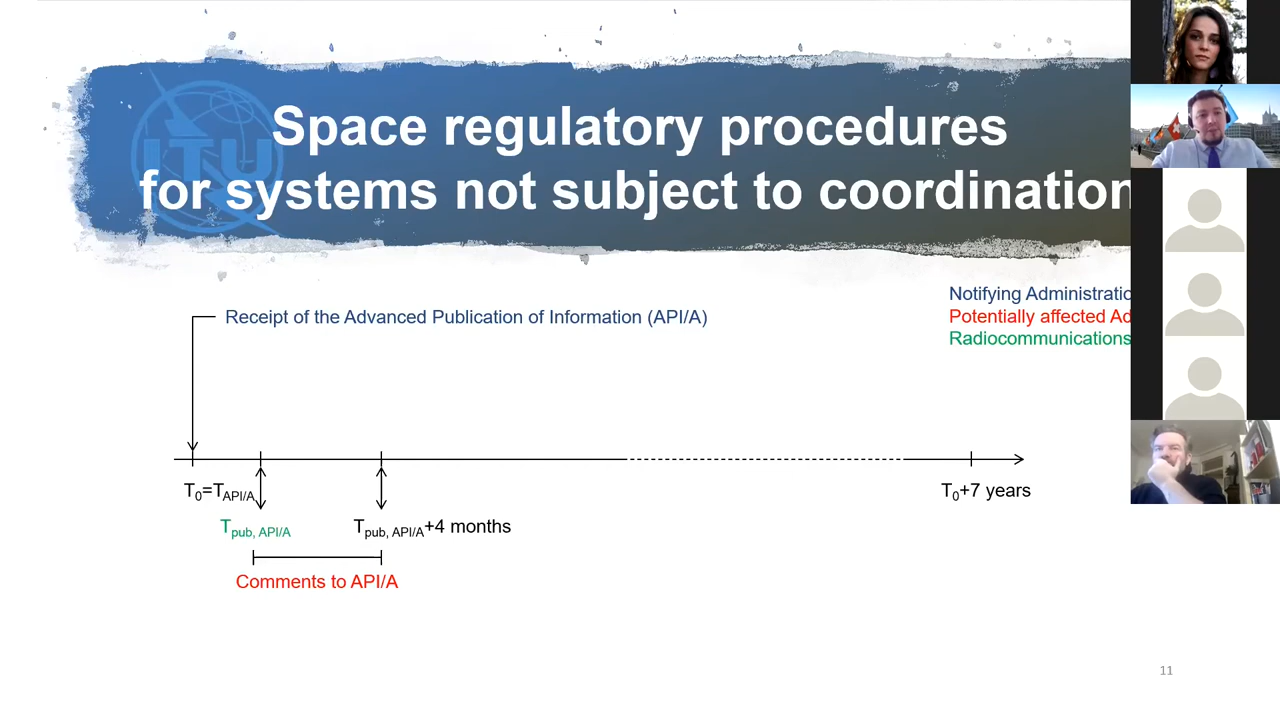 ITU
Space regulatory procedures
for systems not subject to coordination
Receipt of the Advanced Publication of Information (API/A)
Notifying Administratio
Potentially affected Ad
Radiocommunications
T0=TAPI/A
T0+7 years
Tpub, API/A
Tpub, API/A+4 months
Comments to API/A
11